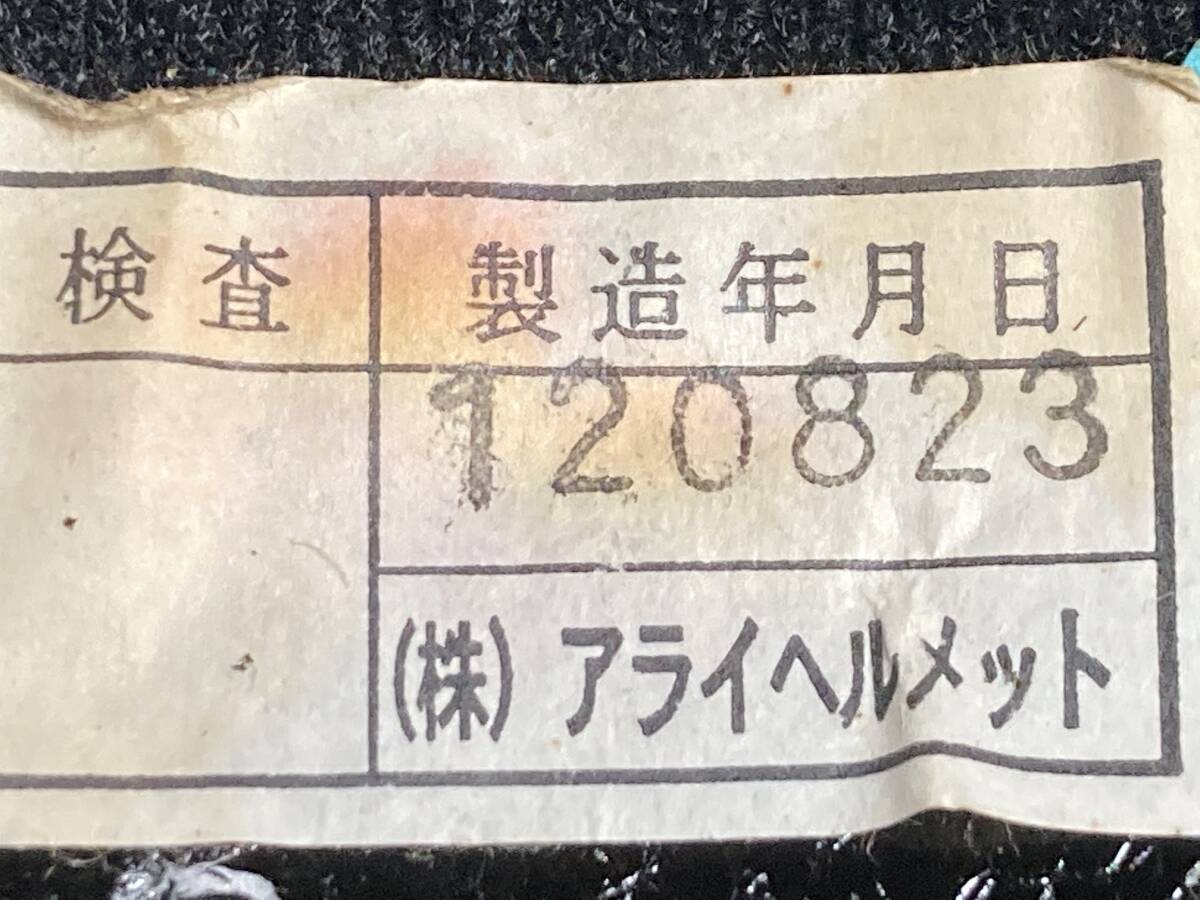 検査
製造年月日
120823
(株) アライヘルメット